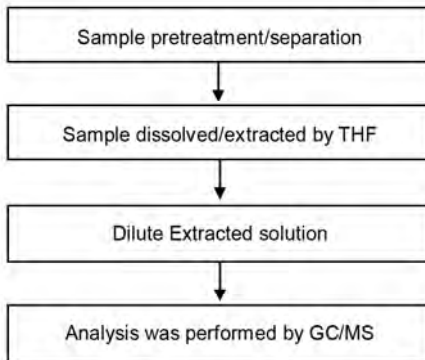 Sample pretreatment/separation
Sample dissolved/extracted by THF
Dilute Extracted solution
Analysis was performed by GC/MS